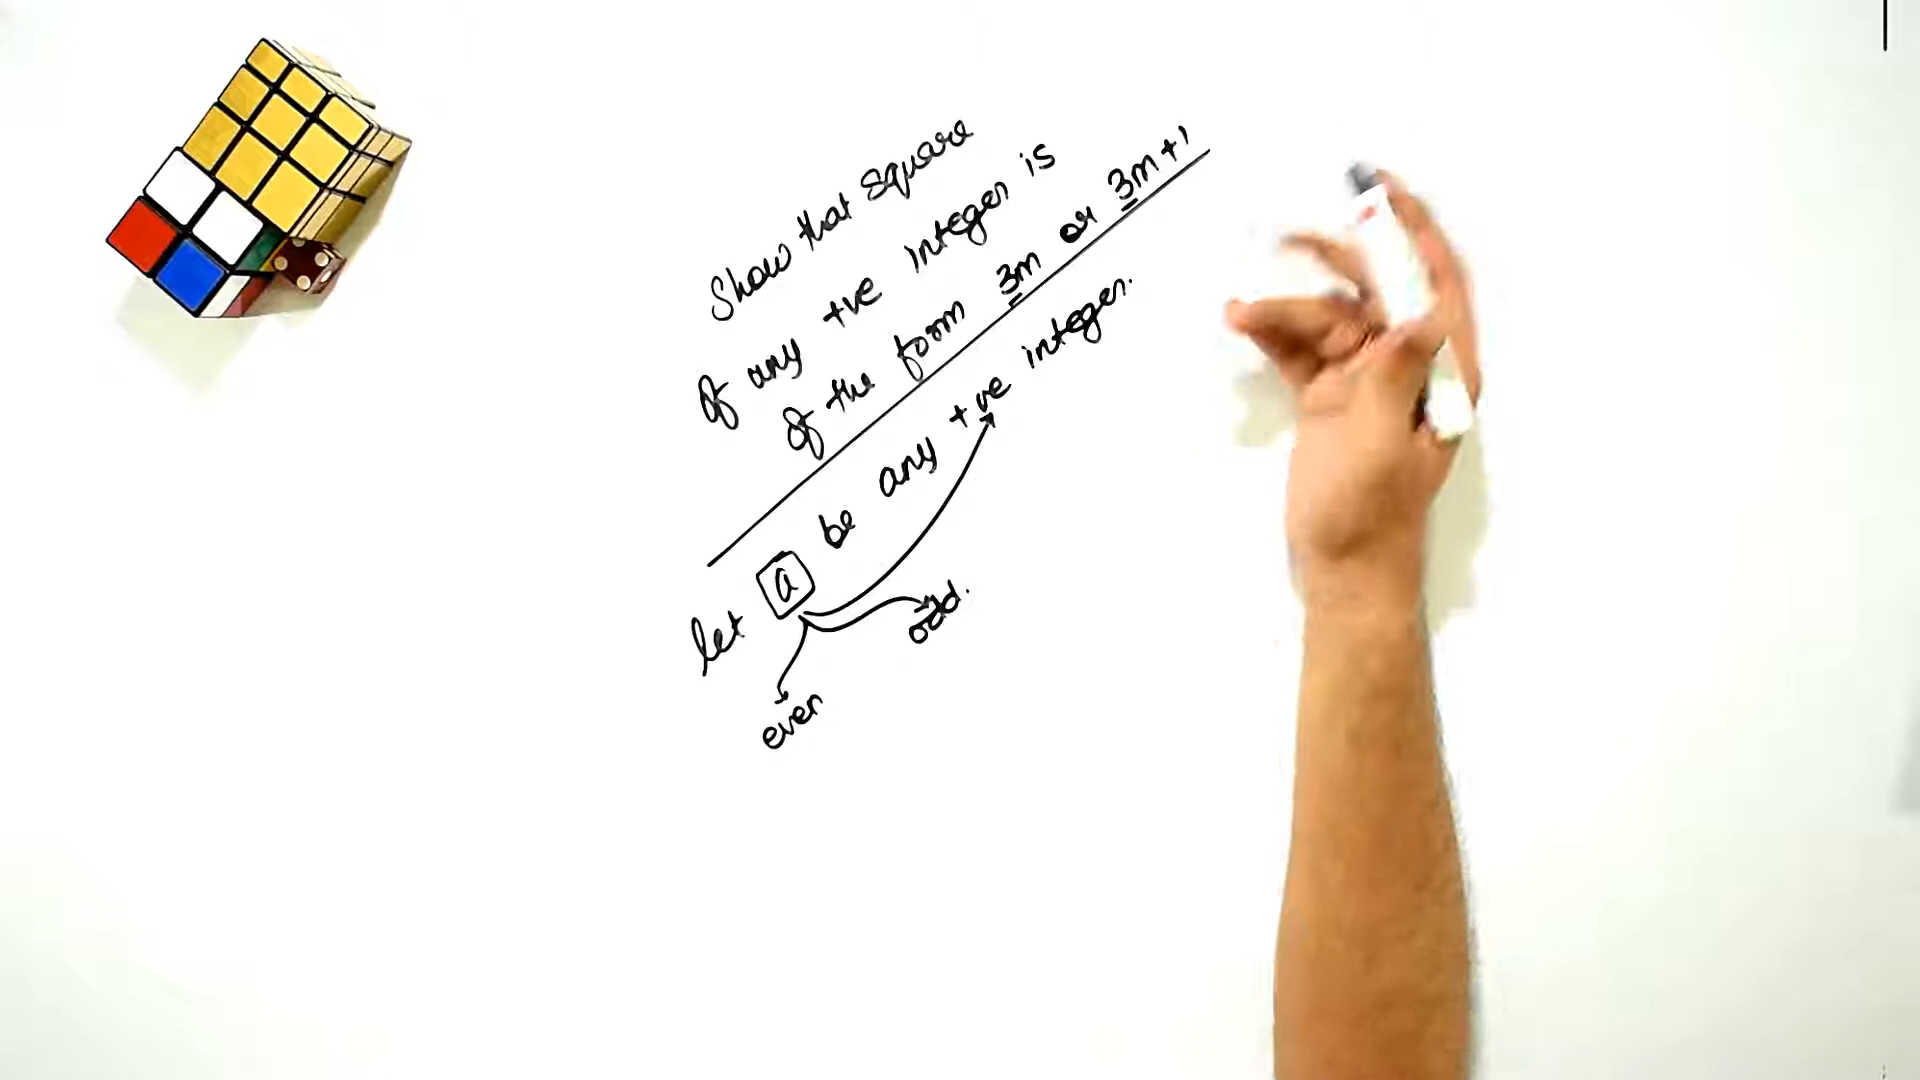 Show that square
of any +ve integer is
of the form 3m or 3m+1
let a be any +ve integer.
odd.
even